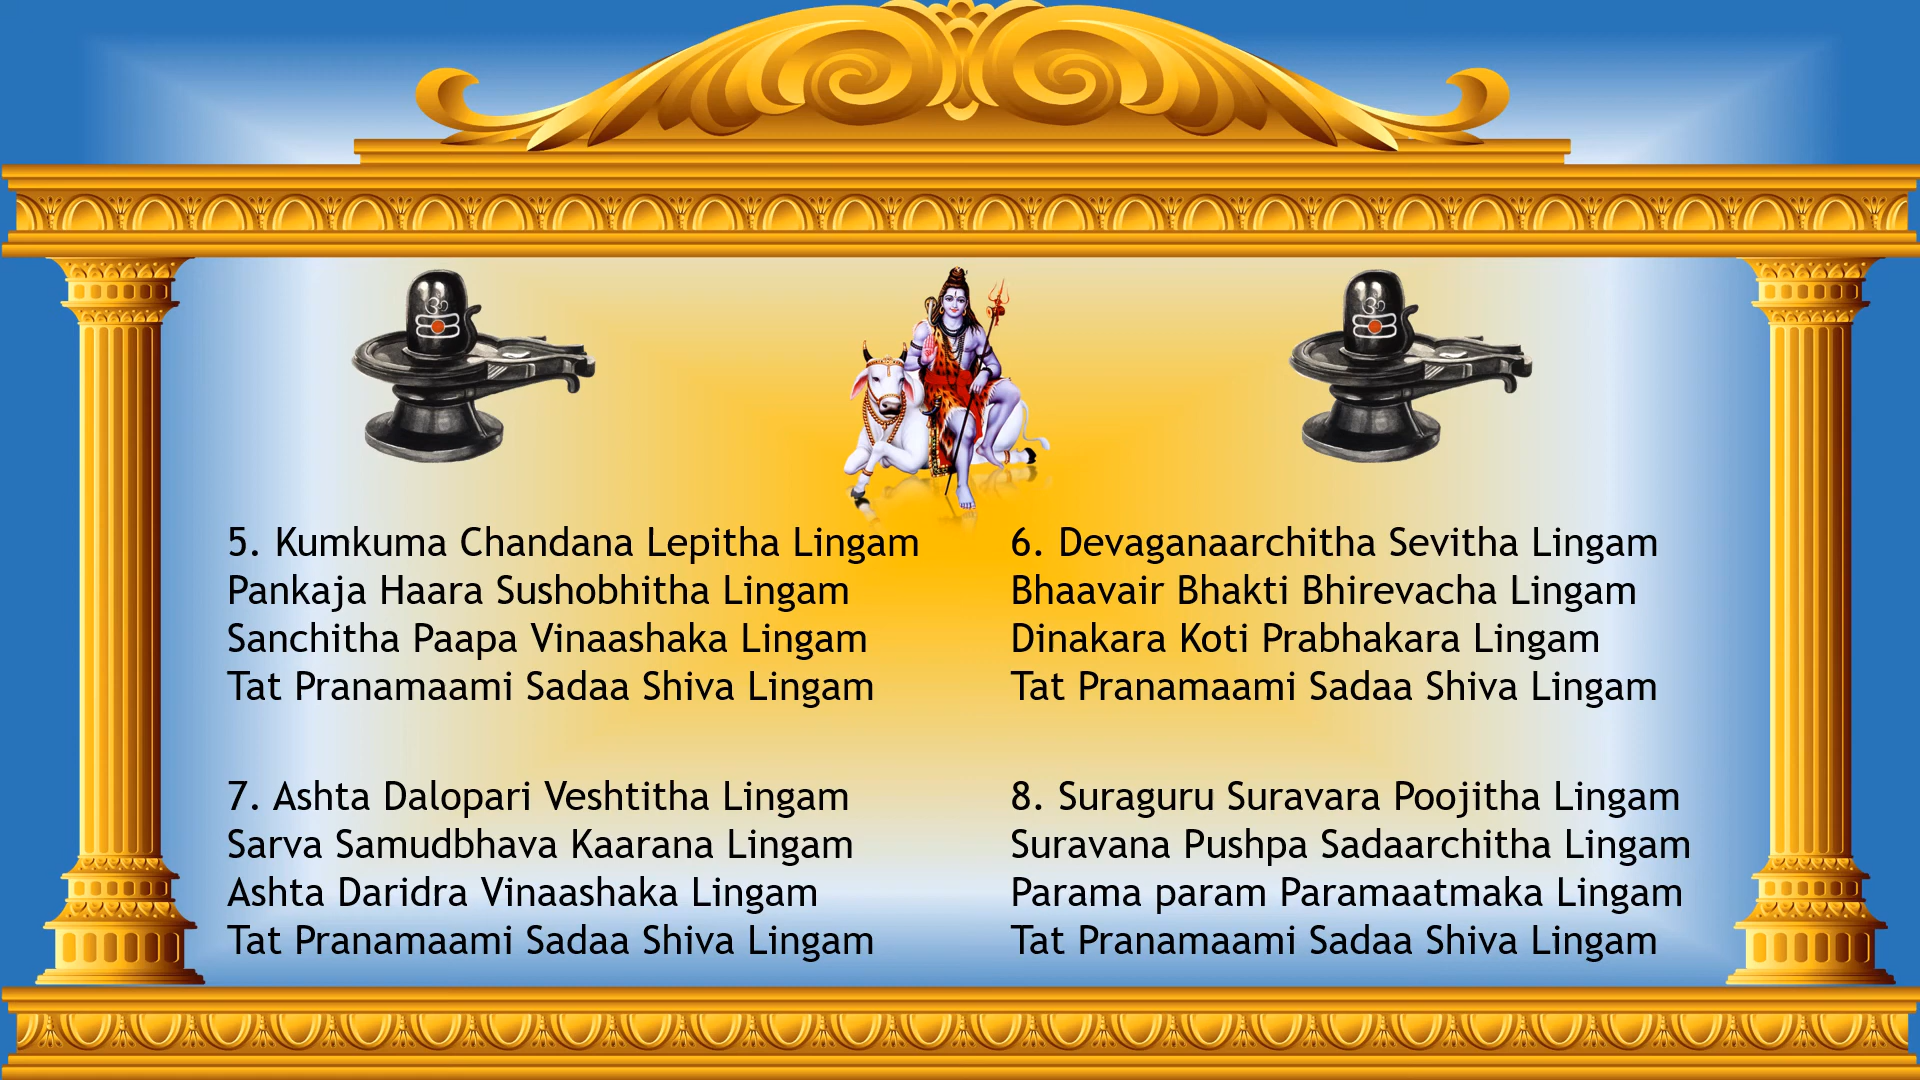 5. Kumkuma Chandana Lepitha Lingam
Pankaja Haara Sushobhitha Lingam
Sanchitha Paapa Vinaashaka Lingam
Tat Pranamaami Sadaa Shiva Lingam
6. Devaganaarchitha Sevitha Lingam
Bhaavair Bhakti Bhirevacha Lingam
Dinakara Koti Prabhakara Lingam
Tat Pranamaami Sadaa Shiva Lingam
7. Ashta Dalopari Veshtitha Lingam
Sarva Samudbhava Kaarana Lingam
Ashta Daridra Vinaashaka Lingam
Tat Pranamaami Sadaa Shiva Lingam
8. Suraguru Suravara Poojitha Lingam
Suravana Pushpa Sadaarchitha Lingam
Parama param Paramaatmaka Lingam
Tat Pranamaami Sadaa Shiva Lingam